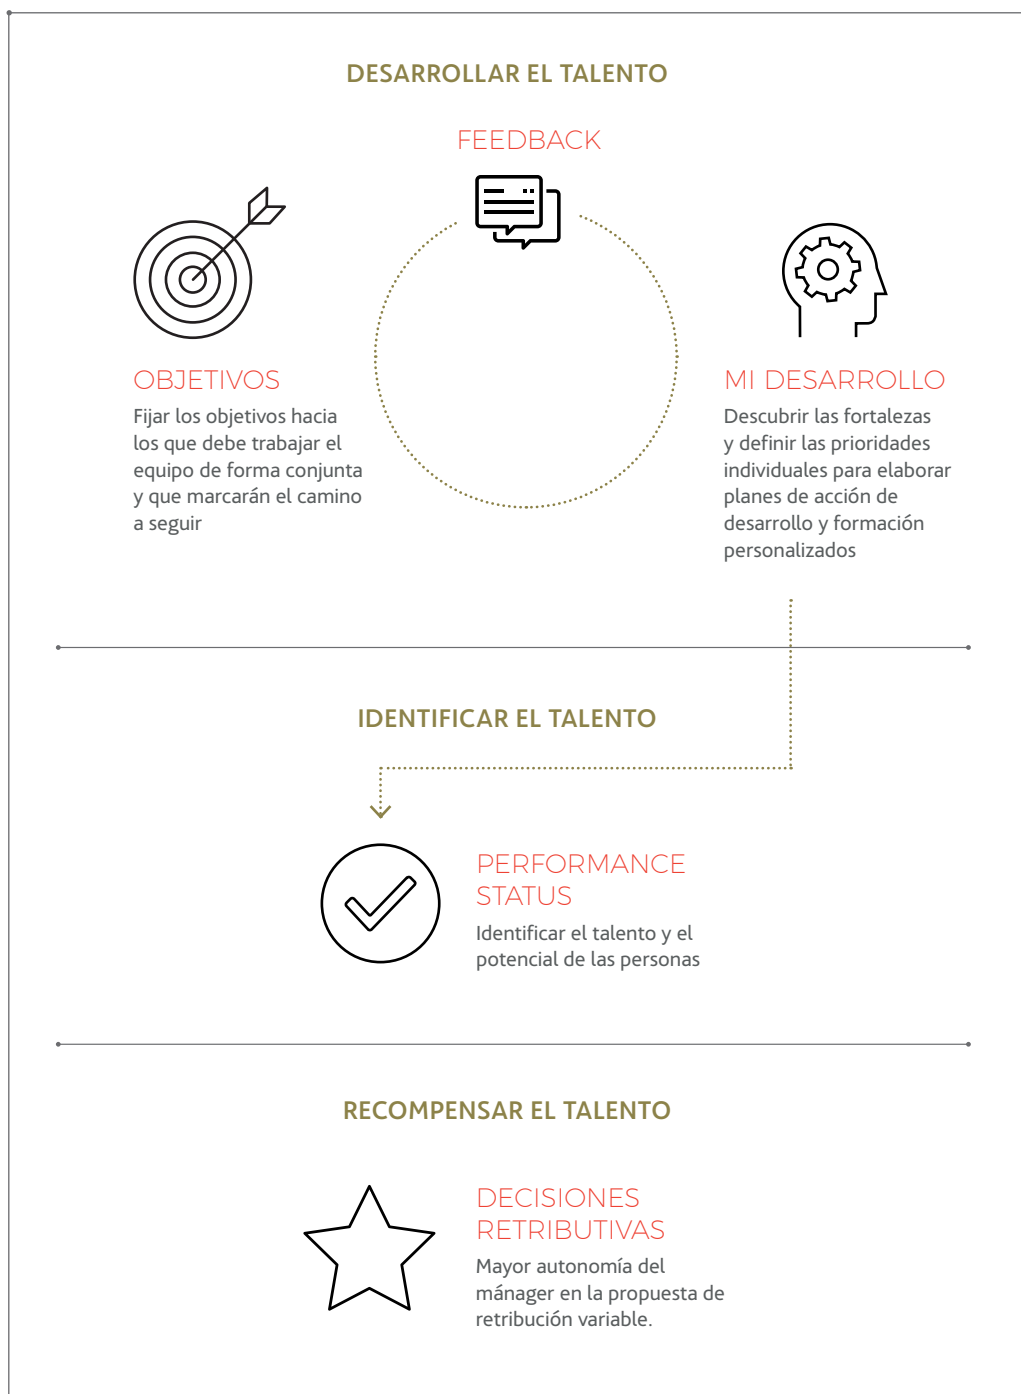 DESARROLLAR EL TALENTO
FEEDBACK
OBJETIVOS
Fijar los objetivos hacia
los que debe trabajar el
equipo de forma conjunta
y que marcarán el camino
a seguir
MI DESARROLLO
Descubrir las fortalezas
y definir las prioridades
individuales para elaborar
planes de acción de
desarrollo y formación
personalizados
IDENTIFICAR EL TALENTO
PERFORMANCE
STATUS
Identificar el talento y el
potencial de las personas
RECOMPENSAR EL TALENTO
DECISIONES
RETRIBUTIVAS
Mayor autonomía del
mánager en la propuesta de
retribución variable.